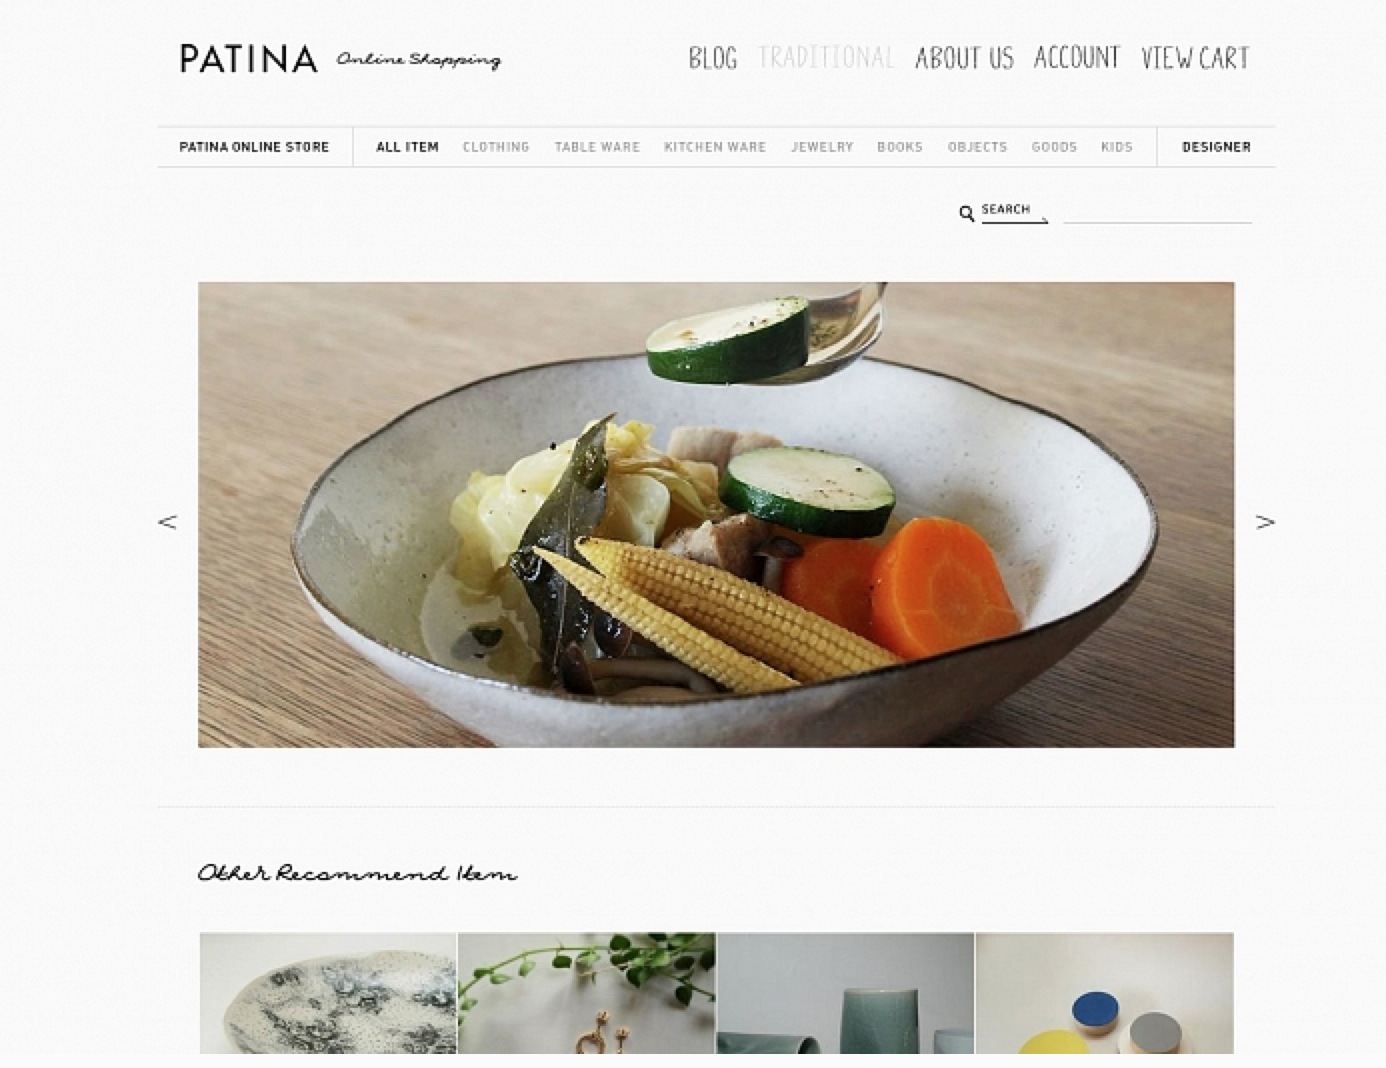 PATINA Online Shopping
BLOG TRADITIONAL ABOUT US ACCOUNT VIEW CART
PATINA ONLINE STORE ALL ITEM CLOTHING TABLE WARE KITCHEN WARE JEWELRY BOOKS OBJECTS GOODS KIDS DESIGNER
SEARCH
< >
Other Recommend Item